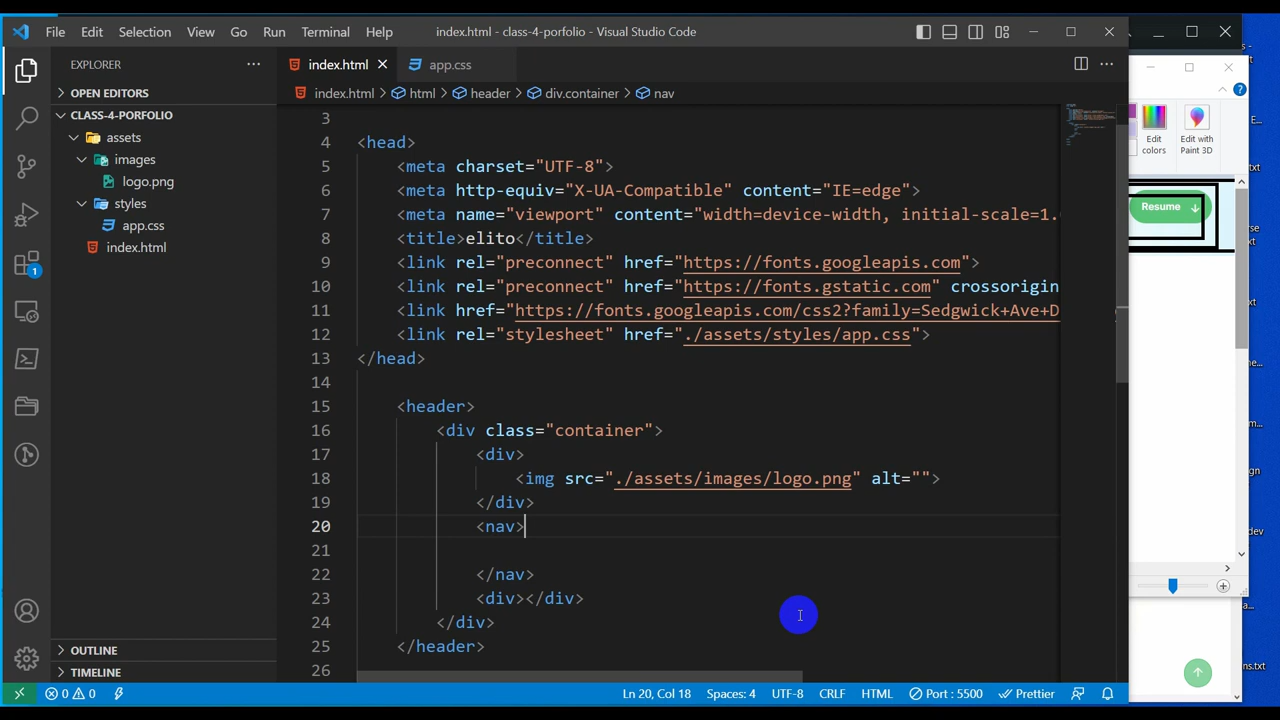 File Edit Selection View Go Run Terminal Help index.html - class-4-porfolio - Visual Studio Code
EXPLORER
OPEN EDITORS
CLASS-4-PORFOLIO
assets
images
logo.png
styles
app.css
index.html
OUTLINE
TIMELINE
1
index.html app.css
index.html > html > header > div.container > nav
3
4 <head>
5 <meta charset="UTF-8">
6 <meta http-equiv="X-UA-Compatible" content="IE=edge">
7 <meta name="viewport" content="width=device-width, initial-scale=1.
8 <title>elito</title>
9 <link rel="preconnect" href="https://fonts.googleapis.com">
10 <link rel="preconnect" href="https://fonts.gstatic.com" crossorigin
11 <link href="https://fonts.googleapis.com/css2?family=Sedgwick+Ave+D
12 <link rel="stylesheet" href="./assets/styles/app.css">
13 </head>
14
15 <header>
16 <div class="container">
17 <div>
18 <img src="./assets/images/logo.png" alt="">
19 </div>
20 <nav>
21
22 </nav>
23 <div></div>
24 </div>
25 </header>
26
0 0 Ln 20, Col 18 Spaces: 4 UTF-8 CRLF HTML Port : 5500 Prettier
Edit colors
Edit with Paint 3D
Resume ↓